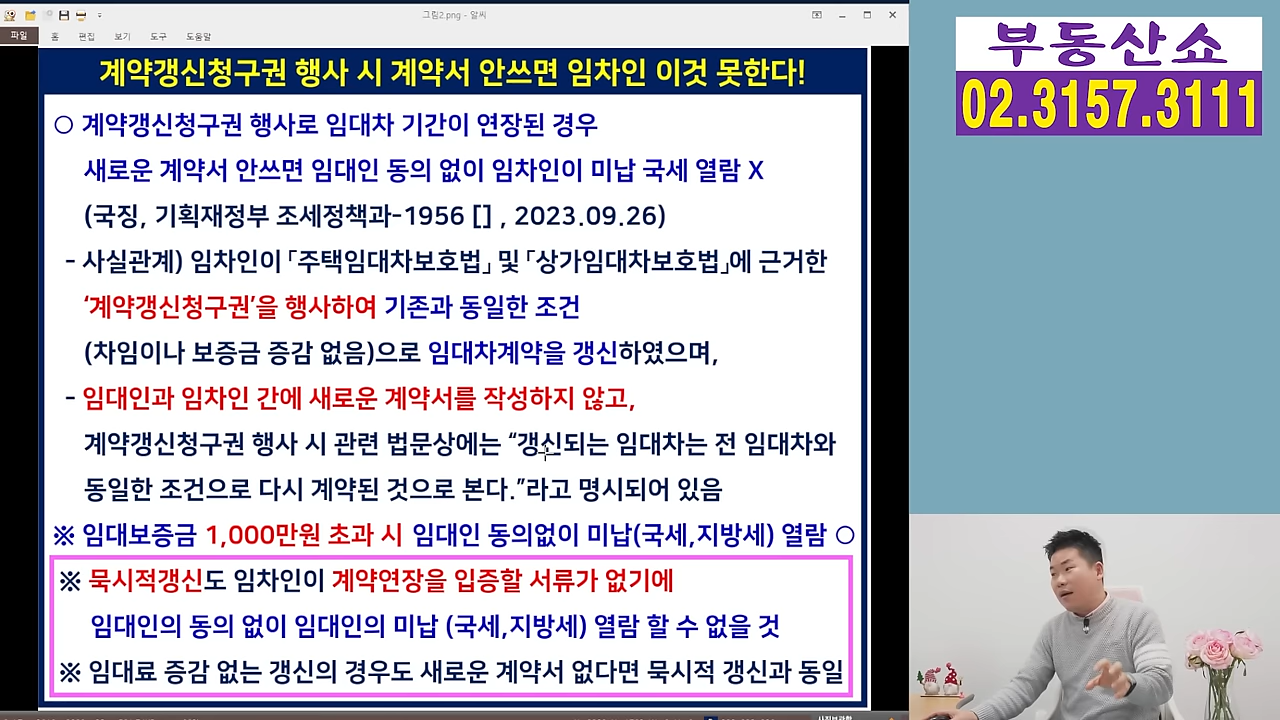 그림2.png - 알씨
파일 홈 편집 보기 도구 도움말
계약갱신청구권 행사 시 계약서 안쓰면 임차인 이것 못한다!
○ 계약갱신청구권 행사로 임대차 기간이 연장된 경우
새로운 계약서 안쓰면 임대인 동의 없이 임차인이 미납 국세 열람 X
(국징, 기획재정부 조세정책과-1956 [] , 2023.09.26)
- 사실관계) 임차인이 「주택임대차보호법」 및 「상가임대차보호법」에 근거한
‘계약갱신청구권’을 행사하여 기존과 동일한 조건
(차임이나 보증금 증감 없음)으로 임대차계약을 갱신하였으며,
- 임대인과 임차인 간에 새로운 계약서를 작성하지 않고,
계약갱신청구권 행사 시 관련 법문상에는 “갱신되는 임대차는 전 임대차와
동일한 조건으로 다시 계약된 것으로 본다.”라고 명시되어 있음
※ 임대보증금 1,000만원 초과 시 임대인 동의없이 미납(국세,지방세) 열람 ○
※ 묵시적갱신도 임차인이 계약연장을 입증할 서류가 없기에
임대인의 동의 없이 임대인의 미납 (국세,지방세) 열람 할 수 없을 것
※ 임대료 증감 없는 갱신의 경우도 새로운 계약서 없다면 묵시적 갱신과 동일
부동산쇼
02.3157.3111